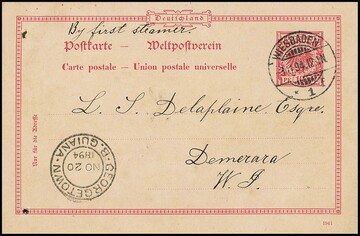 Deutschland
By first steamer.
Postkarte - Weltpostverein
Carte postale - Union postale universelle
WIESBADEN
1
L. S. Delaplaine Esqre.
Demerara
W. I.
Nur für die Adresse
GEORGETOWN
B. GUIANA
NO 20
1894